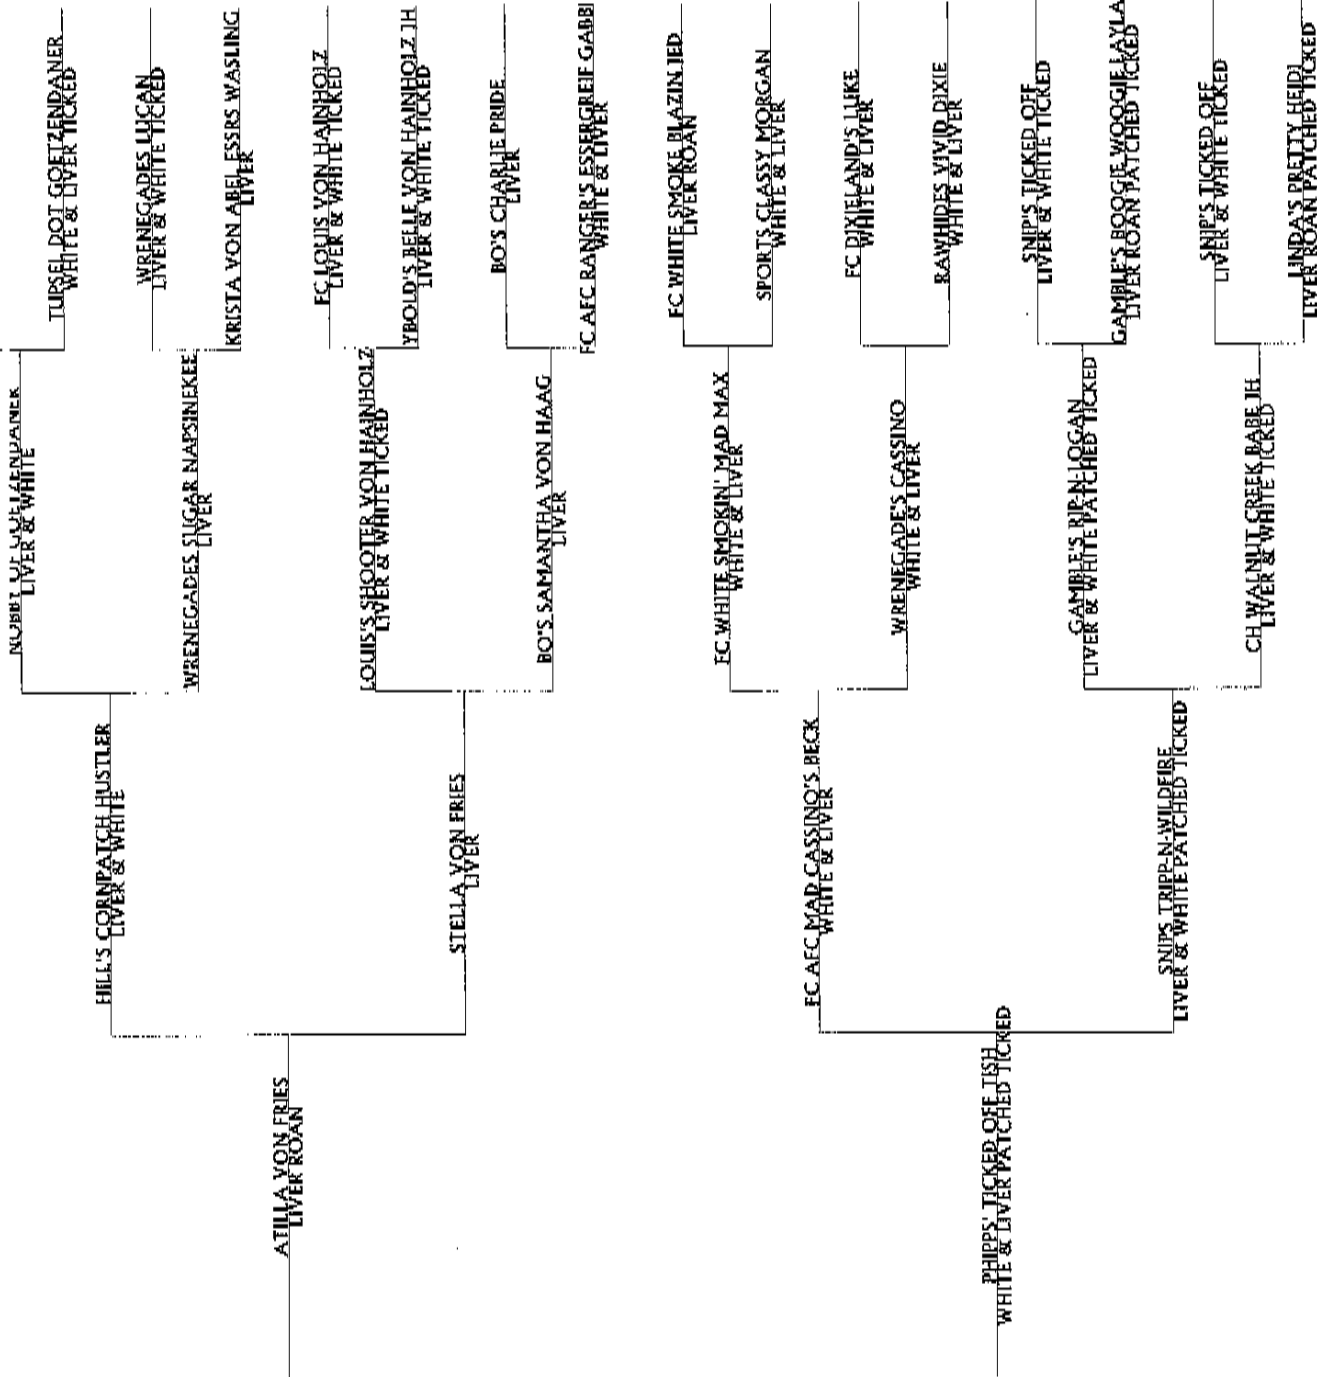 ATILLA VON FRIES
LIVER ROAN
HILL'S CORNPATCH HUSTLER
LIVER & WHITE
LIVER & WHITE
TUPSEL DOT GOETZENDANER
WHITE & LIVER TICKED
WRENEGADES SUGAR NAPSINEKEE
LIVER
WRENEGADES LUGAN
LIVER & WHITE TICKED
KRISTA VON ABEL ESSRS WASLING
LIVER
STELLA VON FRIES
LIVER
LOUIS'S SHOOTER VON HAINHOLZ
LIVER & WHITE TICKED
FC LOUIS VON HAINHOLZ
LIVER & WHITE TICKED
YBOLD'S BELLE VON HAINHOLZ JH
LIVER & WHITE TICKED
BO'S SAMANTHA VON HAAG
LIVER
BO'S CHARLIE PRIDE
LIVER
FC AFC RANGER'S ESSERGREIF GABBI
WHITE & LIVER
PHIPPS' TICKED OFF TISH
WHITE & LIVER PATCHED TICKED
FC AFC MAD CASSINO'S BECK
WHITE & LIVER
FC WHITE SMOKIN' MAD MAX
WHITE & LIVER
FC WHITE SMOKE BLAZIN JED
LIVER ROAN
SPORTS CLASSY MORGAN
WHITE & LIVER
WRENEGADE'S CASSINO
WHITE & LIVER
FC DIXIELAND'S LUKE
WHITE & LIVER
RAWHIDES VIVID DIXIE
WHITE & LIVER
SNIPS TRIPP-N-WILDFIRE
LIVER & WHITE PATCHED TICKED
GAMBLE'S RIP-N-LOGAN
LIVER & WHITE PATCHED TICKED
SNIP'S TICKED OFF
LIVER & WHITE TICKED
GAMBLE'S BOOGIE WOOGIE LAYLA
LIVER ROAN PATCHED TICKED
CH WALNUT CREEK BABE JH
LIVER & WHITE TICKED
SNIP'S TICKED OFF
LIVER & WHITE TICKED
LINDA'S PRETTY HEIDI
LIVER ROAN PATCHED TICKED